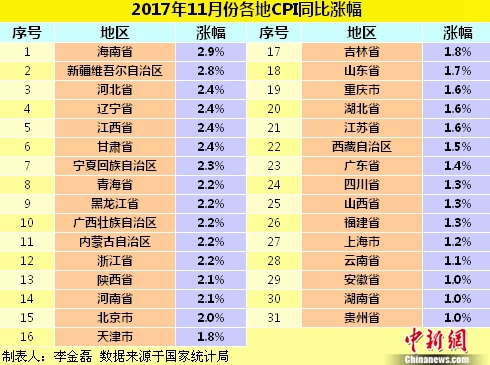 2017年11月份各地CPI同比涨幅
序号 地区 涨幅 序号 地区 涨幅
1 海南省 2.9% 17 吉林省 1.8%
2 新疆维吾尔自治区 2.8% 18 山东省 1.7%
3 河北省 2.4% 19 重庆市 1.6%
4 辽宁省 2.4% 20 湖北省 1.6%
5 江西省 2.4% 21 江苏省 1.6%
6 甘肃省 2.4% 22 西藏自治区 1.5%
7 宁夏回族自治区 2.3% 23 广东省 1.4%
8 青海省 2.2% 24 四川省 1.3%
9 黑龙江省 2.2% 25 山西省 1.3%
10 广西壮族自治区 2.2% 26 福建省 1.3%
11 内蒙古自治区 2.2% 27 上海市 1.2%
12 浙江省 2.2% 28 云南省 1.1%
13 陕西省 2.1% 29 安徽省 1.0%
14 河南省 2.1% 30 湖南省 1.0%
15 北京市 2.0% 31 贵州省 1.0%
16 天津市 1.8%
制表人：李金磊 数据来源于国家统计局
中新网
Chinanews.com